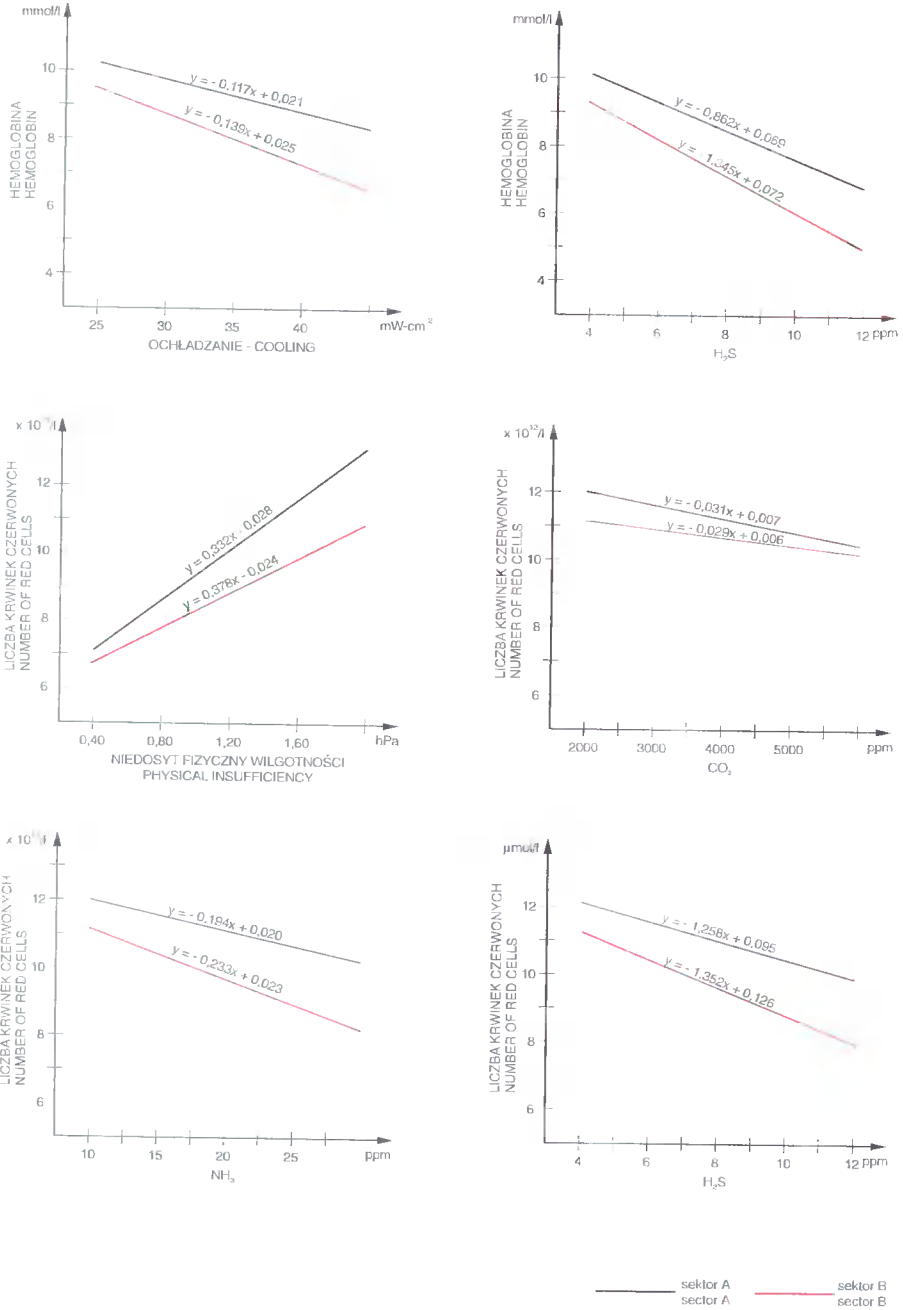 mmol/l
HEMOGLOBINA
HEMOGLOBIN
10
8
6
4
y = - 0,117x + 0,021
y = - 0,139x + 0,025
25 30 35 40 mW-cm⁻²
OCHŁADZANIE - COOLING
mmol/l
HEMOGLOBINA
HEMOGLOBIN
10
8
6
4
y = - 0,862x + 0,069
y = - 1,345x + 0,072
4 6 8 10 12 ppm
H₂S
x 10 /l
LICZBA KRWINEK CZERWONYCH
NUMBER OF RED CELLS
12
10
8
6
y = 0,332x - 0,028
y = 0,378x - 0,024
0,40 0,80 1,20 1,60 hPa
NIEDOSYT FIZYCZNY WILGOTNOŚCI
PHYSICAL INSUFFICIENCY
x 10¹²/l
LICZBA KRWINEK CZERWONYCH
NUMBER OF RED CELLS
12
10
8
6
y = - 0,031x + 0,007
y = - 0,029x + 0,006
2000 3000 4000 5000 ppm
CO₂
x 10 /l
LICZBA KRWINEK CZERWONYCH
NUMBER OF RED CELLS
12
10
8
6
y = - 0,194x + 0,020
y = - 0,233x + 0,023
10 15 20 25 ppm
NH₃
µmol/l
LICZBA KRWINEK CZERWONYCH
NUMBER OF RED CELLS
12
10
8
6
y = - 1,258x + 0,095
y = - 1,352x + 0,126
4 6 8 10 12 ppm
H₂S
sektor A
sector A
sektor B
sector B